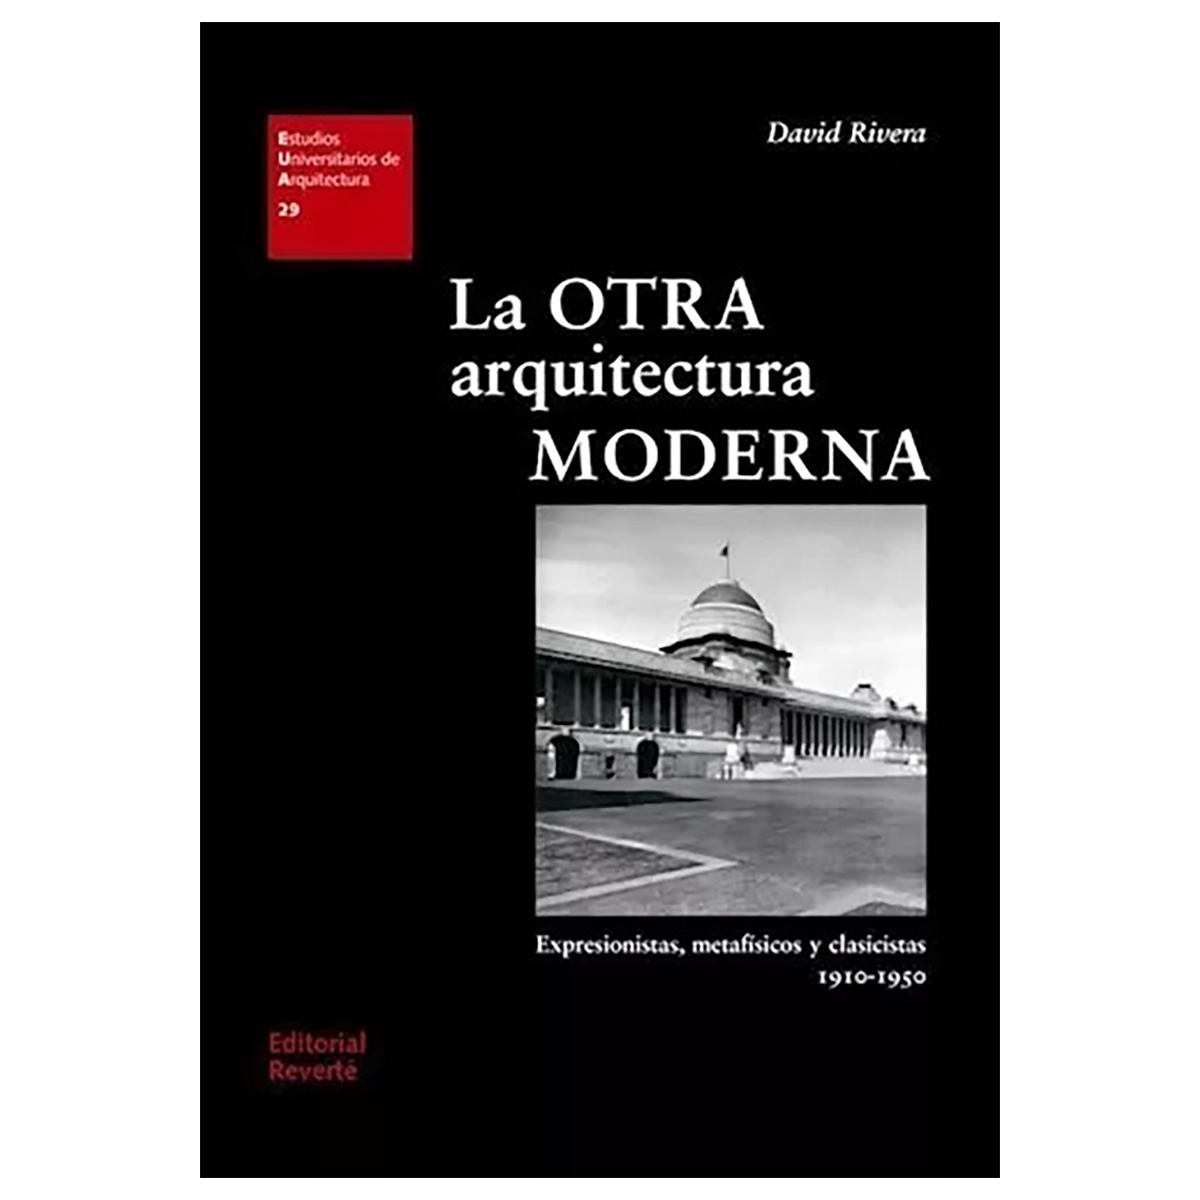 Estudios
Universitarios de
Arquitectura
29
David Rivera
La OTRA
arquitectura
MODERNA
Expresionistas, metafísicos y clasicistas
1910-1950
Editorial
Reverté